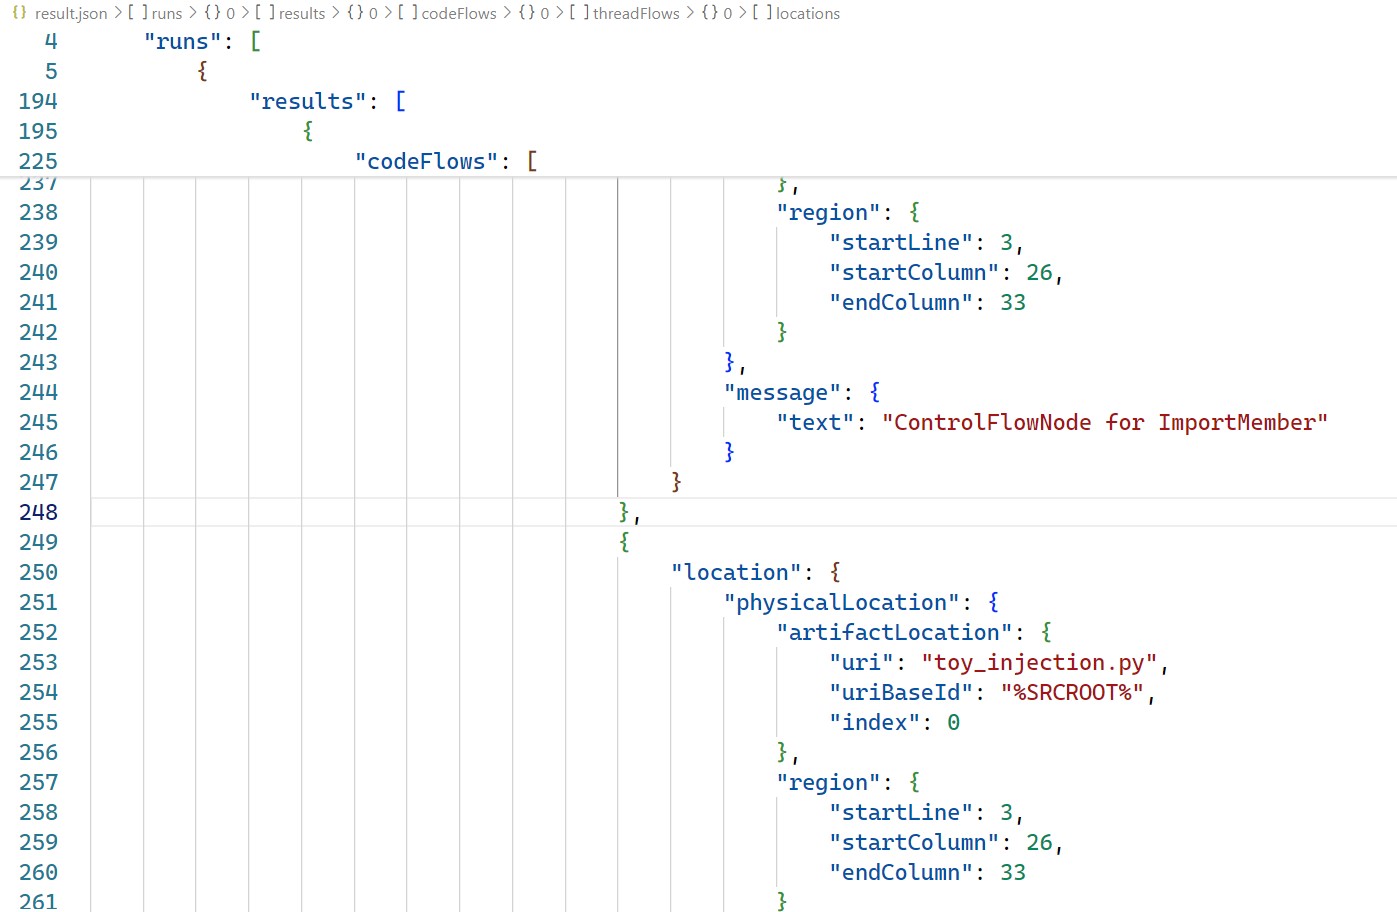 {} result.json > [ ] runs > {} 0 > [ ] results > {} 0 > [ ] codeFlows > {} 0 > [ ] threadFlows > {} 0 > [ ] locations
4 "runs": [
5 {
194 "results": [
195 {
225 "codeFlows": [
237 },
238 "region": {
239 "startLine": 3,
240 "startColumn": 26,
241 "endColumn": 33
242 }
243 },
244 "message": {
245 "text": "ControlFlowNode for ImportMember"
246 }
247 }
248 },
249 {
250 "location": {
251 "physicalLocation": {
252 "artifactLocation": {
253 "uri": "toy_injection.py",
254 "uriBaseId": "%SRCROOT%",
255 "index": 0
256 },
257 "region": {
258 "startLine": 3,
259 "startColumn": 26,
260 "endColumn": 33
261 }